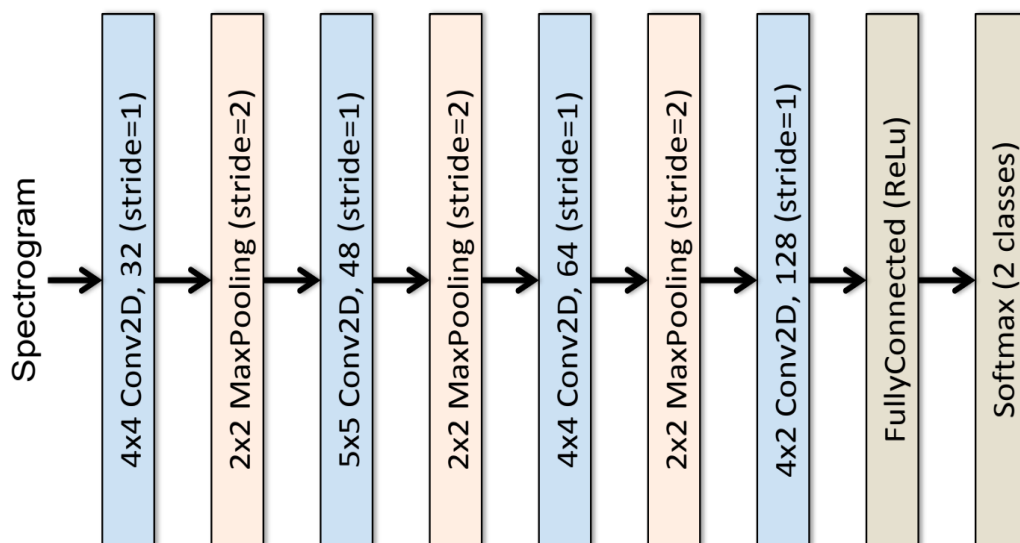 Spectrogram
4x4 Conv2D, 32 (stride=1)
2x2 MaxPooling (stride=2)
5x5 Conv2D, 48 (stride=1)
2x2 MaxPooling (stride=2)
4x4 Conv2D, 64 (stride=1)
2x2 MaxPooling (stride=2)
4x2 Conv2D, 128 (stride=1)
FullyConnected (ReLu)
Softmax (2 classes)